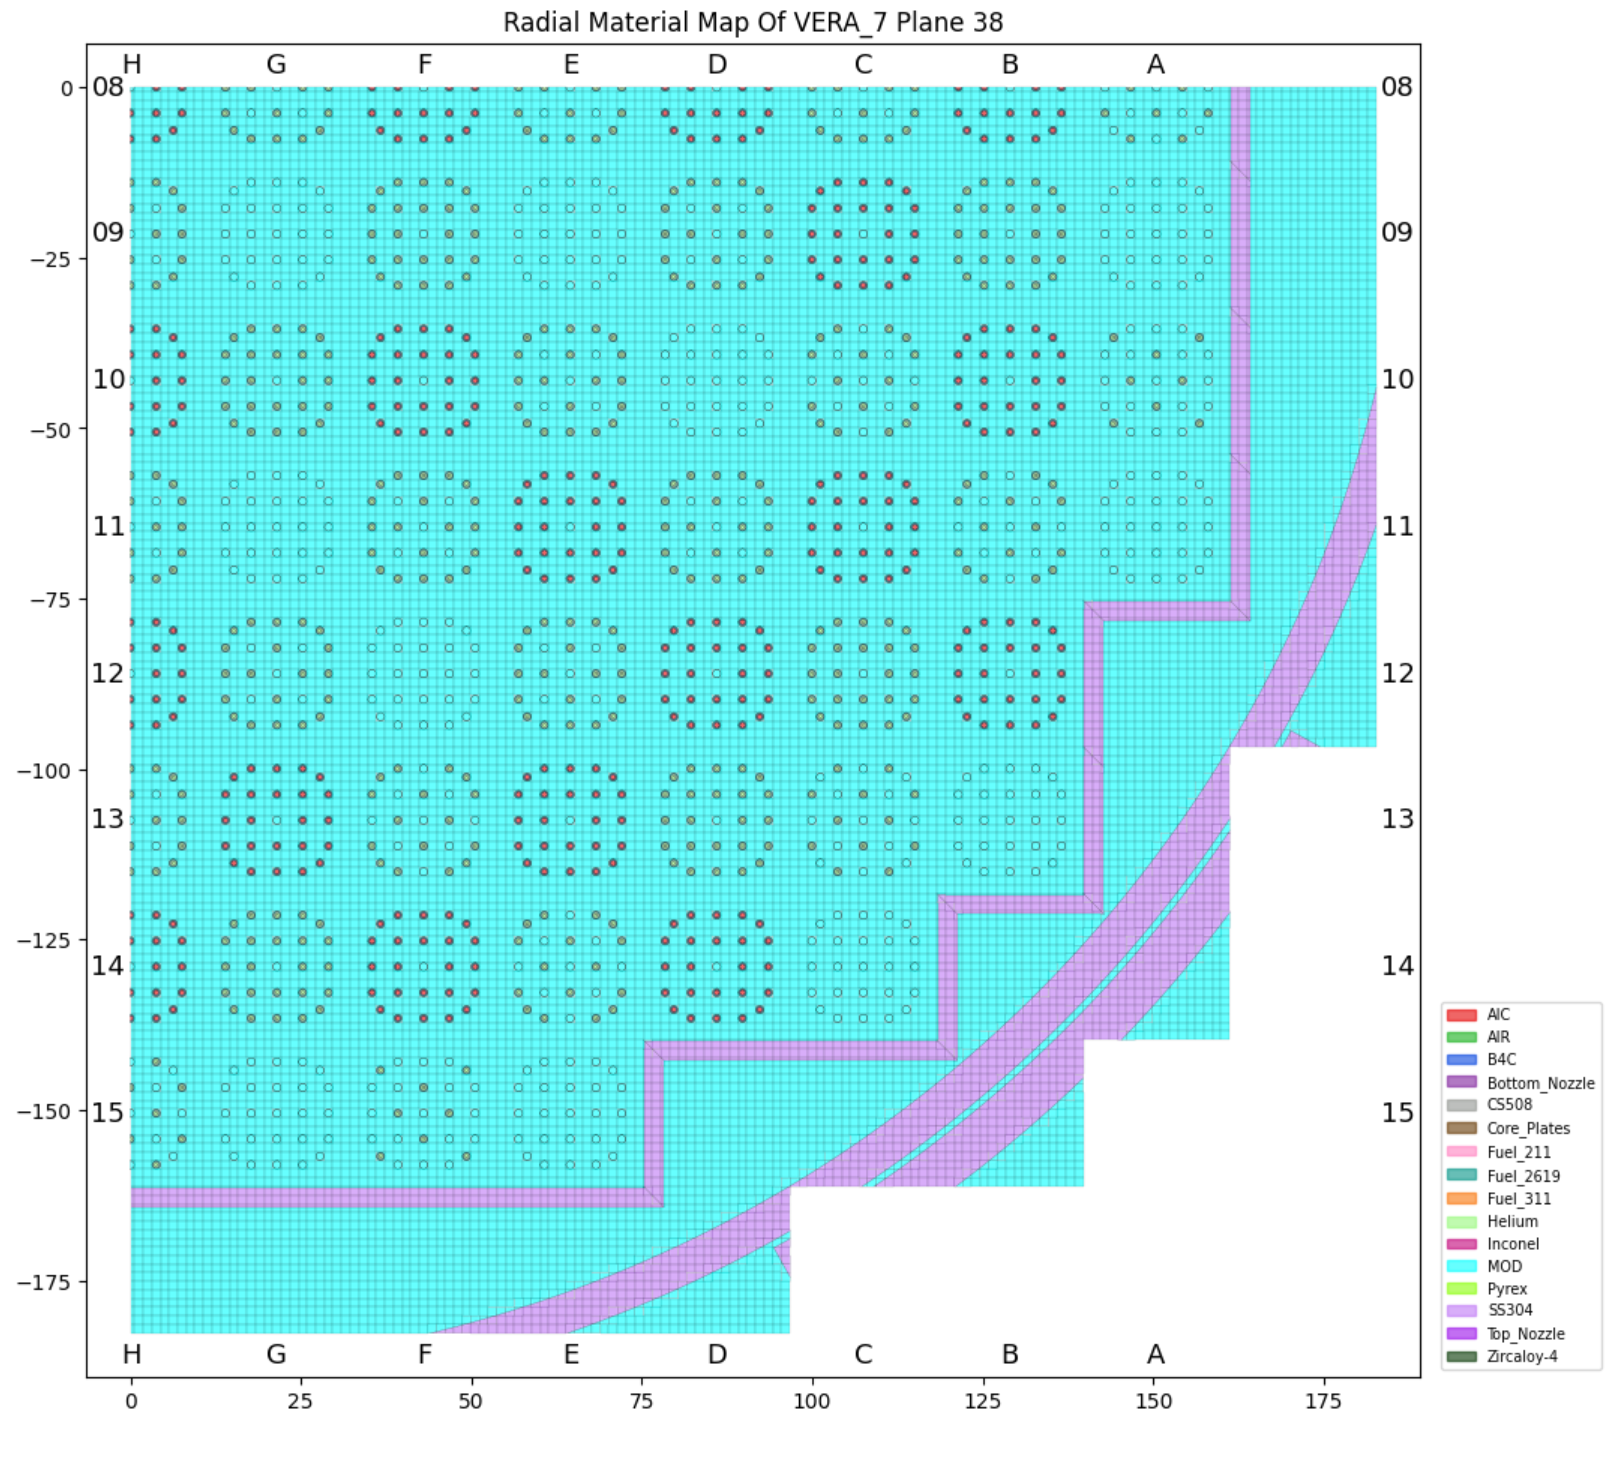 Radial Material Map Of VERA_7 Plane 38
H G F E D C B A
0 08 08
09 09
−25
10 10
−50
11 11
−75
12 12
−100
13 13
−125
14 14
−150 15 15
−175
H G F E D C B A
0 25 50 75 100 125 150 175
AIC
AIR
B4C
Bottom_Nozzle
CS508
Core_Plates
Fuel_211
Fuel_2619
Fuel_311
Helium
Inconel
MOD
Pyrex
SS304
Top_Nozzle
Zircaloy-4